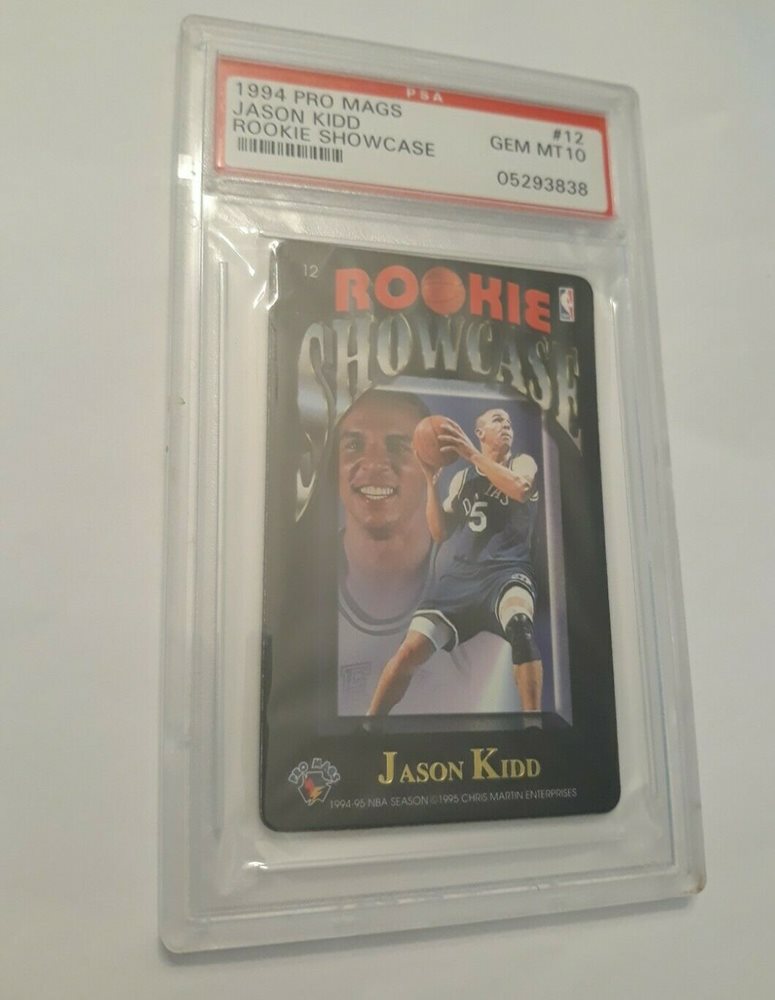 PSA
1994 PRO MAGS #12
JASON KIDD GEM MT10
ROOKIE SHOWCASE
05293838
12
ROOKIE
SHOWCASE
DALLAS
5
JASON KIDD
PRO MAGS
1994-95 NBA SEASON ©1995 CHRIS MARTIN ENTERPRISES